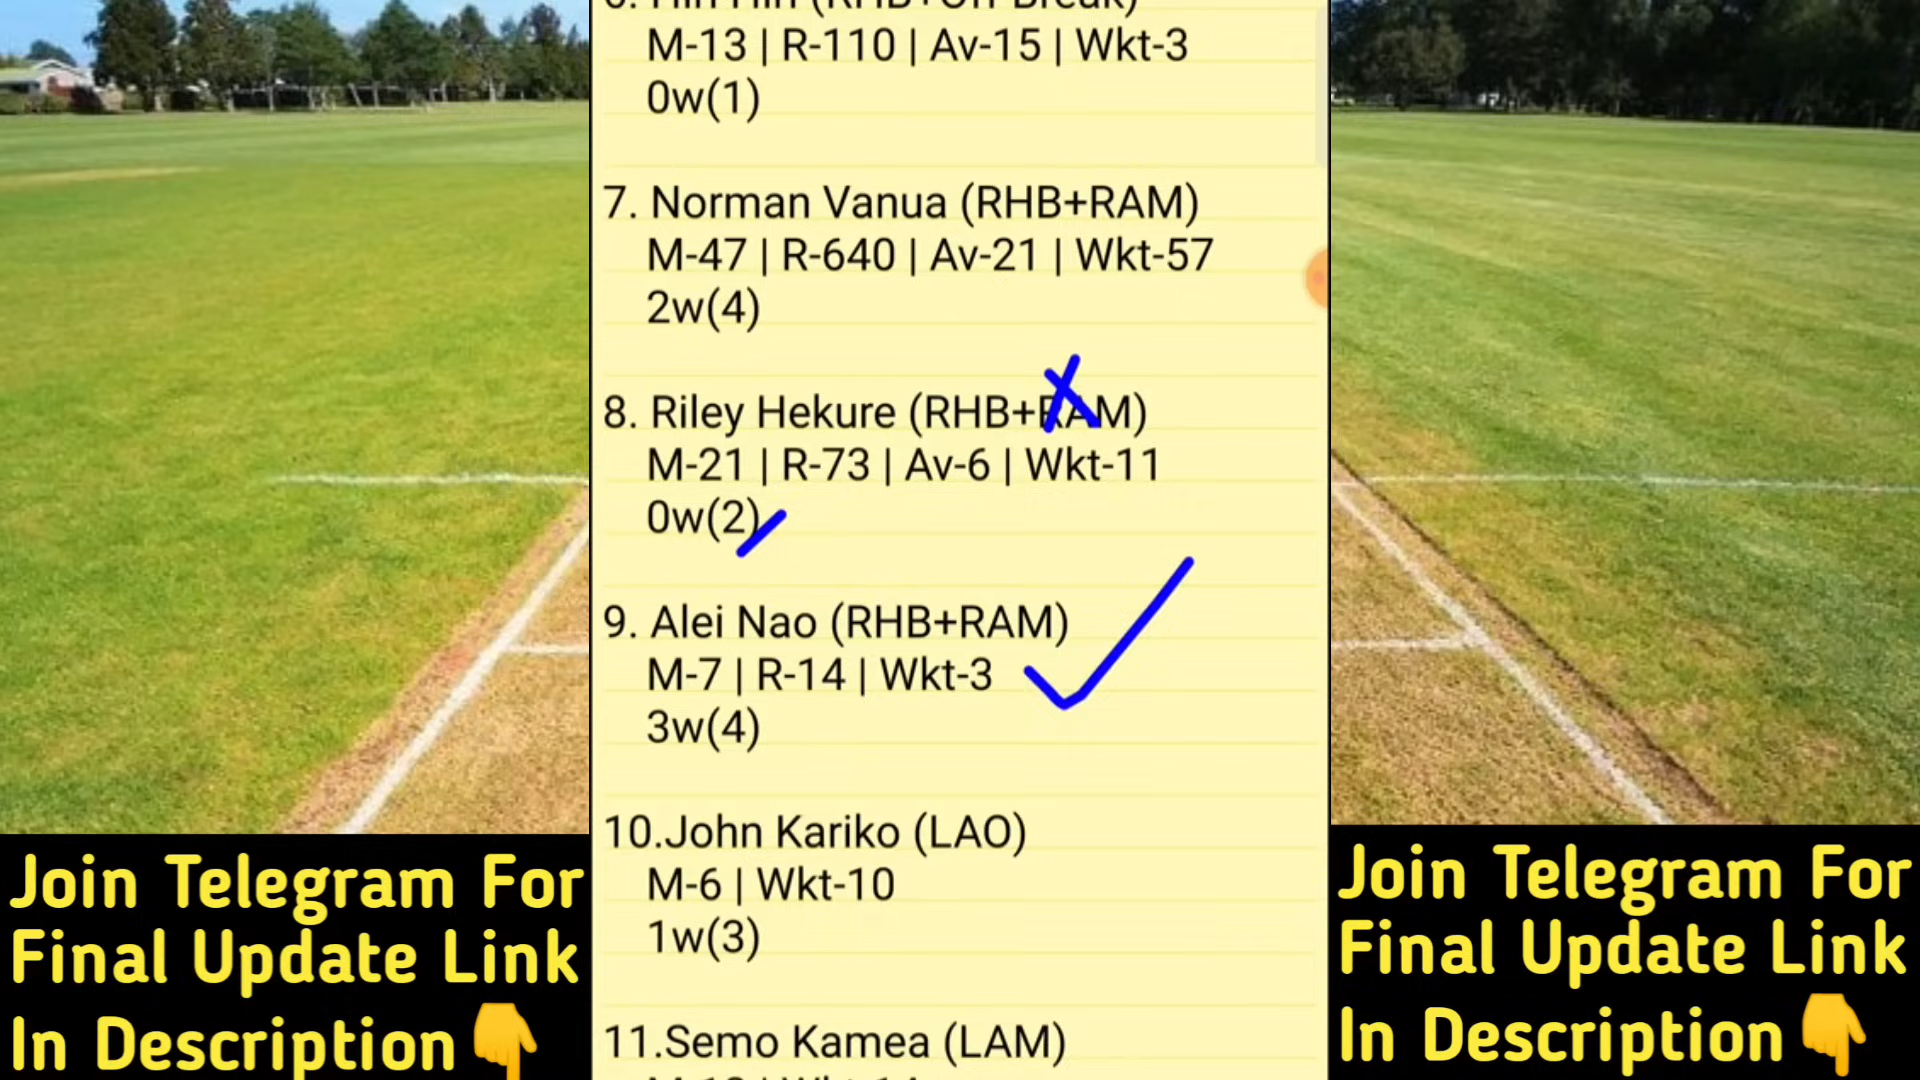 M-13 | R-110 | Av-15 | Wkt-3
0w(1)
7. Norman Vanua (RHB+RAM)
M-47 | R-640 | Av-21 | Wkt-57
2w(4)
8. Riley Hekure (RHB+RAM)
M-21 | R-73 | Av-6 | Wkt-11
0w(2)
9. Alei Nao (RHB+RAM)
M-7 | R-14 | Wkt-3
3w(4)
10.John Kariko (LAO)
M-6 | Wkt-10
1w(3)
11.Semo Kamea (LAM)
Join Telegram For
Final Update Link
In Description👇
Join Telegram For
Final Update Link
In Description👇